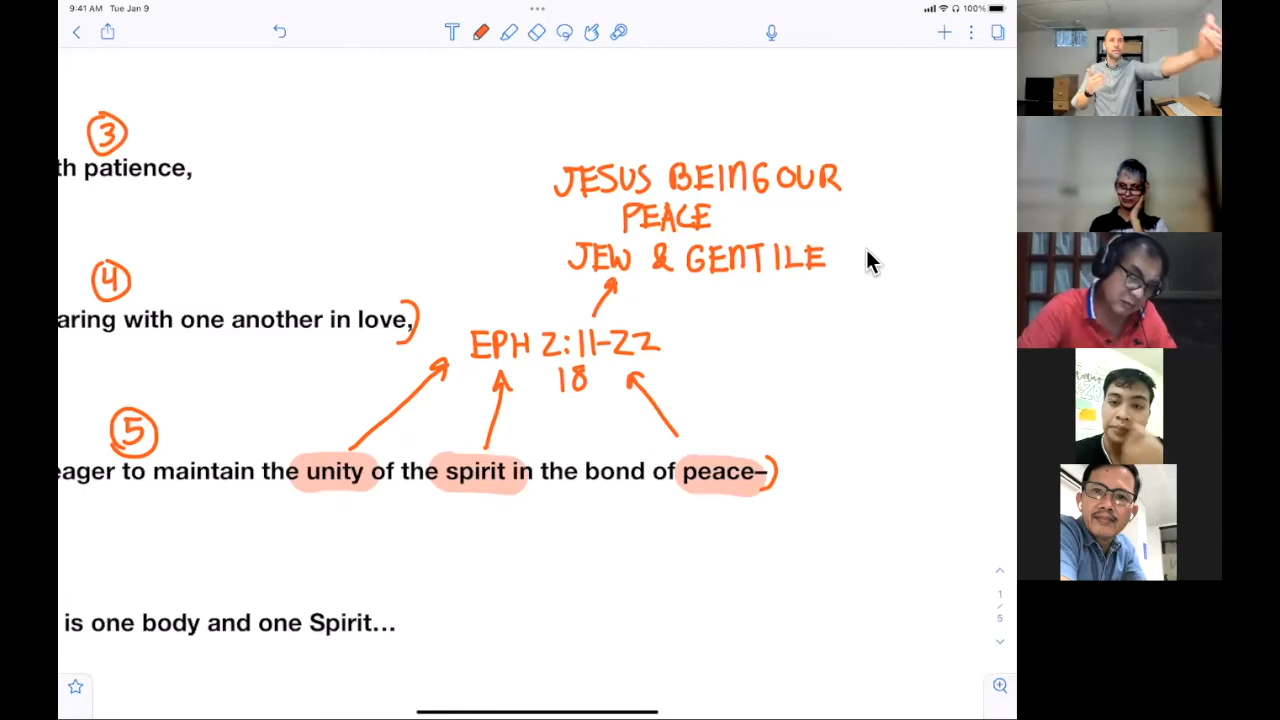 9:41 AM Tue Jan 9
100%
3
th patience,
JESUS BEING OUR
PEACE
JEW & GENTILE
4
aring with one another in love,)
EPH 2:11-22
18
5
eager to maintain the unity of the spirit in the bond of peace–)
is one body and one Spirit...
1
/
5